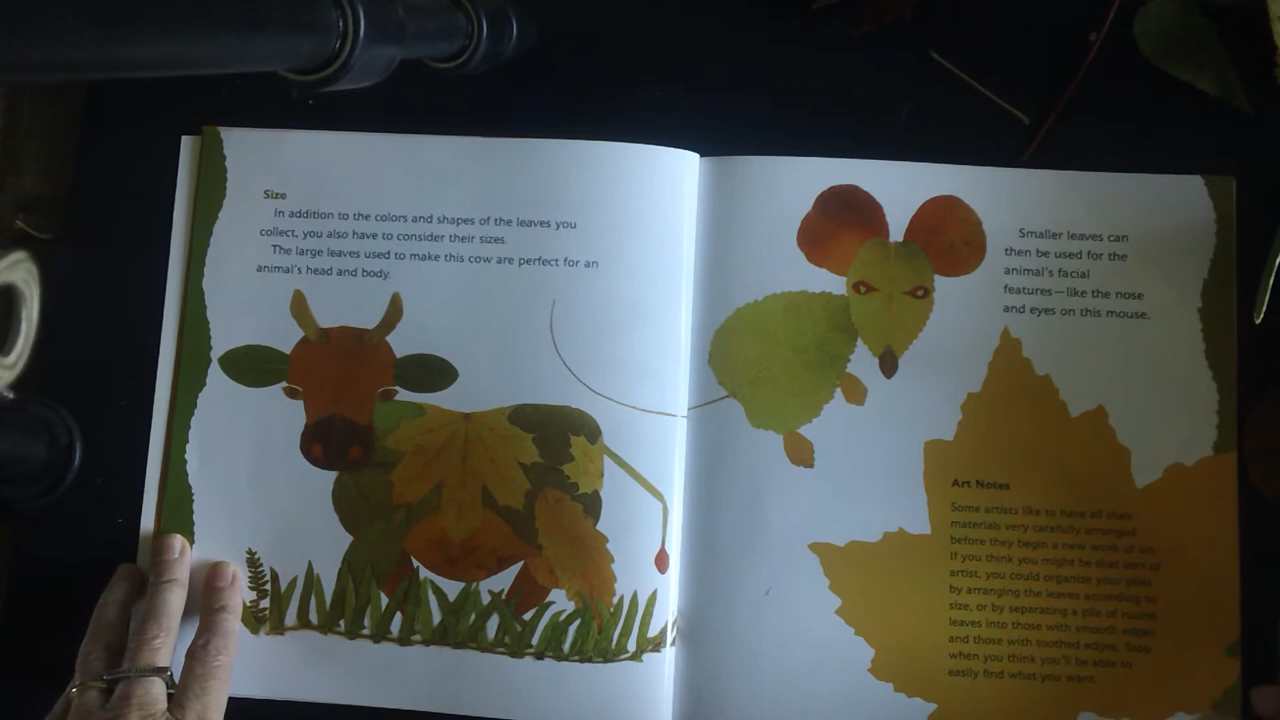 Size
In addition to the colors and shapes of the leaves you
collect, you also have to consider their sizes.
The large leaves used to make this cow are perfect for an
animal's head and body.
Smaller leaves can
then be used for the
animal's facial
features—like the nose
and eyes on this mouse.
Art Notes
Some artists like to have all their
materials very carefully arranged
before they begin a new work of art.
If you think you might be that sort of
artist, you could organize your piles
by arranging the leaves according to
size, or by separating a pile of round
leaves into those with smooth edges
and those with toothed edges. Stop
when you think you'll be able to
easily find what you want.